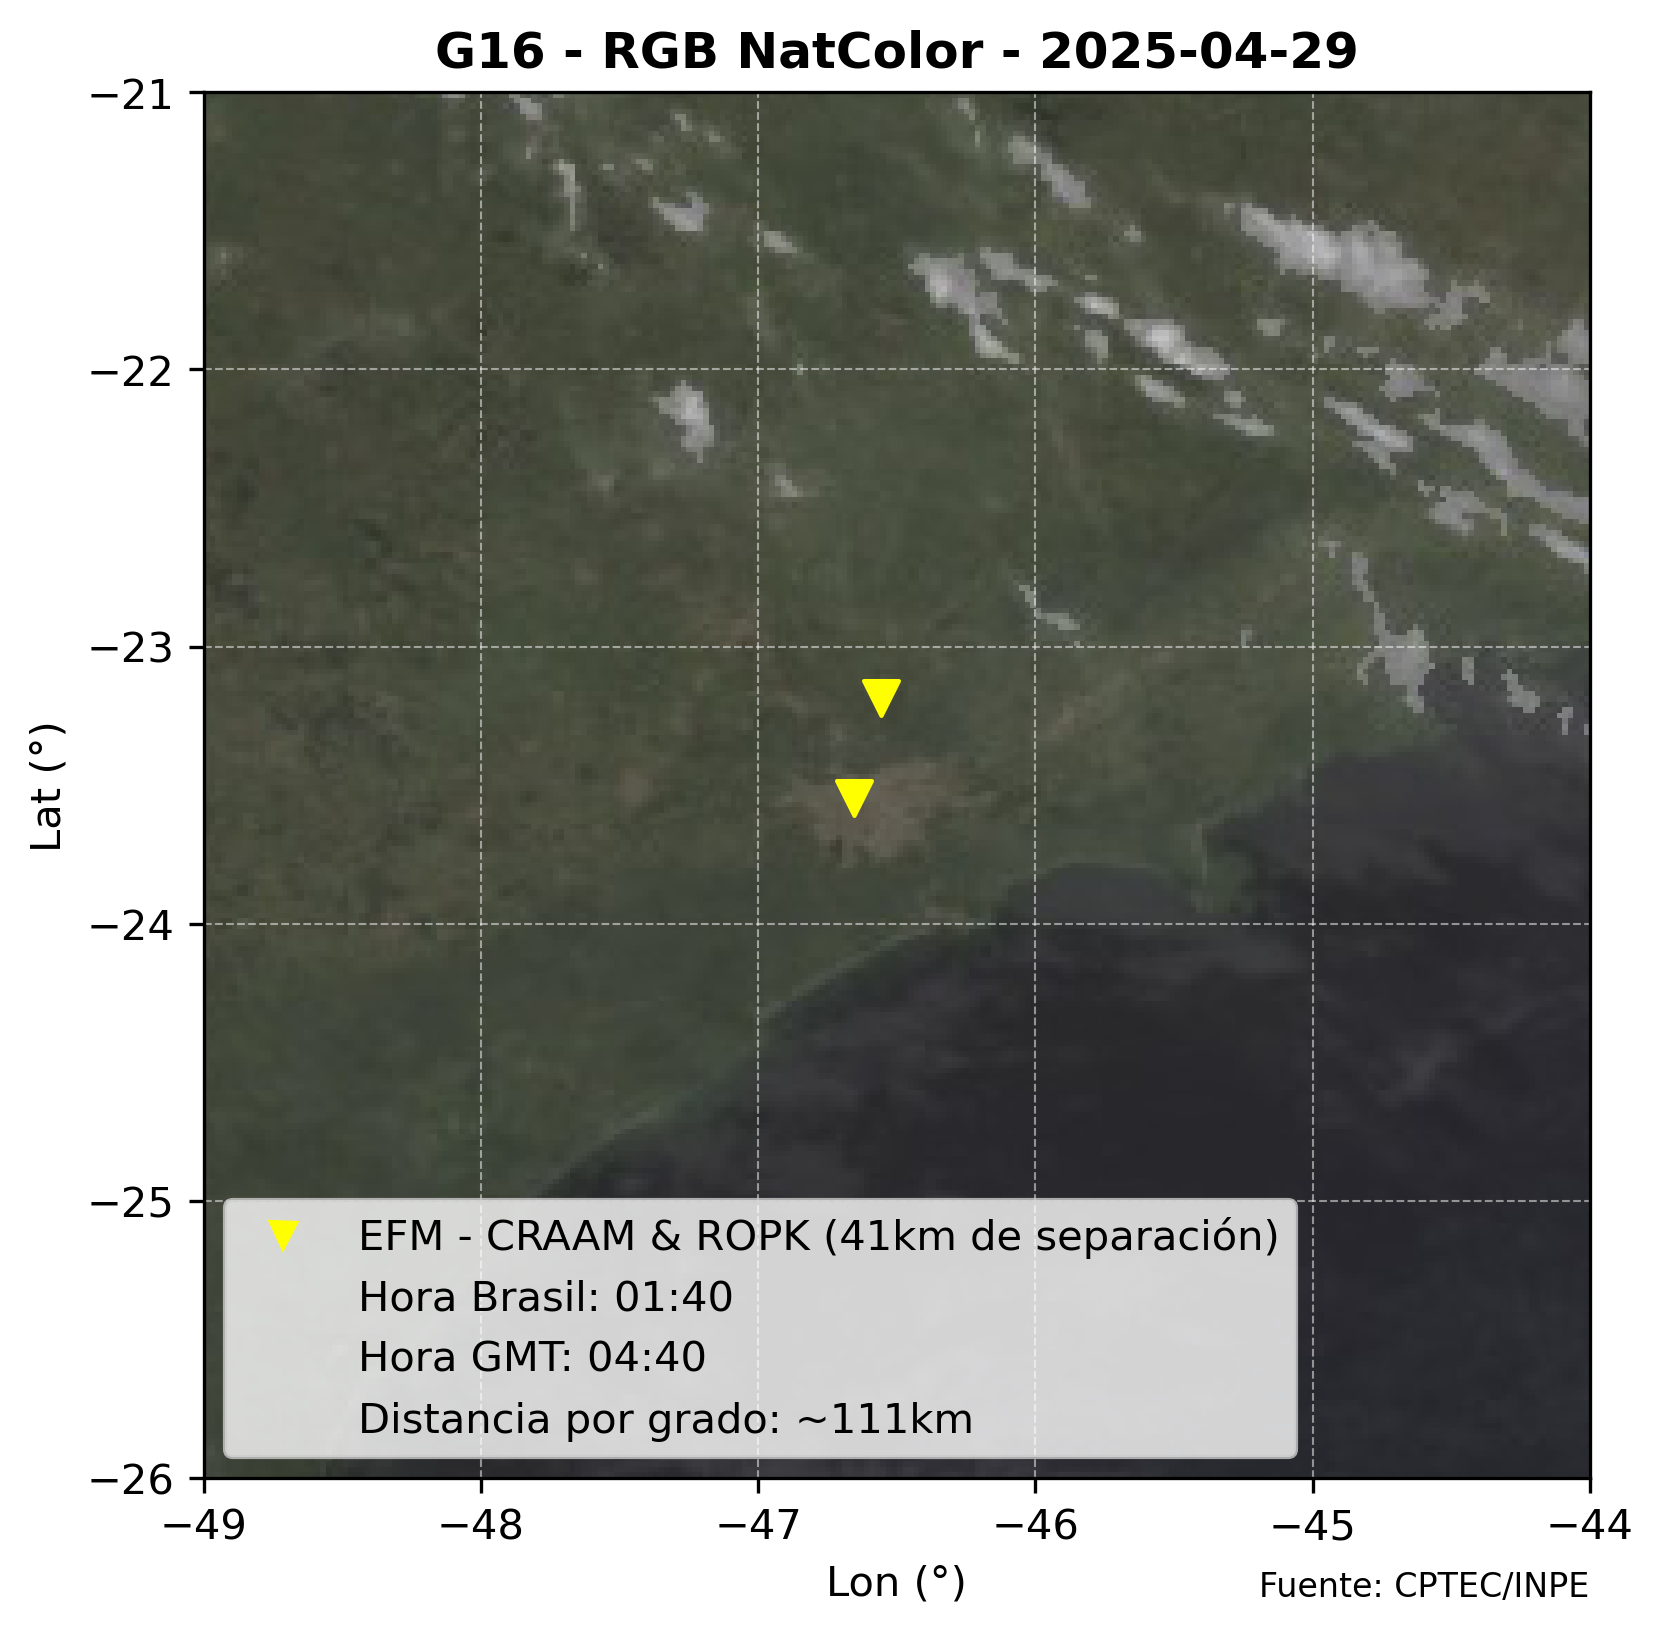 G16 - RGB NatColor - 2025-04-29
−21
−22
−23
−24
−25
−26
Lat (°)
EFM - CRAAM & ROPK (41km de separación)
Hora Brasil: 01:40
Hora GMT: 04:40
Distancia por grado: ~111km
−49
−48
−47
−46
−45
−44
Lon (°)
Fuente: CPTEC/INPE